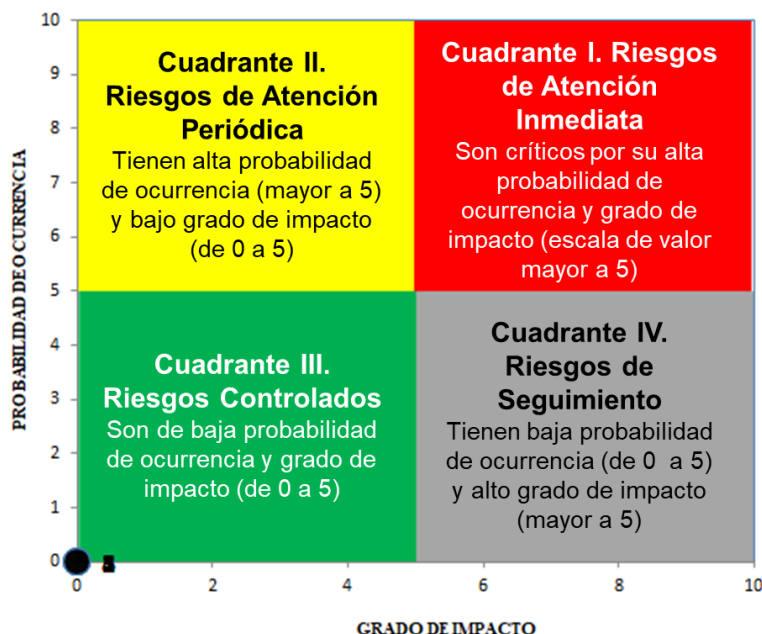 10
9
8
7
6
5
4
3
2
1
0
PROBABILIDAD DE OCURRENCIA
Cuadrante II.
Riesgos de Atención
Periódica
Tienen alta probabilidad
de ocurrencia (mayor a 5)
y bajo grado de impacto
(de 0 a 5)
Cuadrante I. Riesgos
de Atención
Inmediata
Son críticos por su alta
probabilidad de
ocurrencia y grado de
impacto (escala de valor
mayor a 5)
Cuadrante III.
Riesgos Controlados
Son de baja probabilidad
de ocurrencia y grado de
impacto (de 0 a 5)
Cuadrante IV.
Riesgos de
Seguimiento
Tienen baja probabilidad
de ocurrencia (de 0 a 5)
y alto grado de impacto
(mayor a 5)
0 2 4 6 8 10
GRADO DE IMPACTO